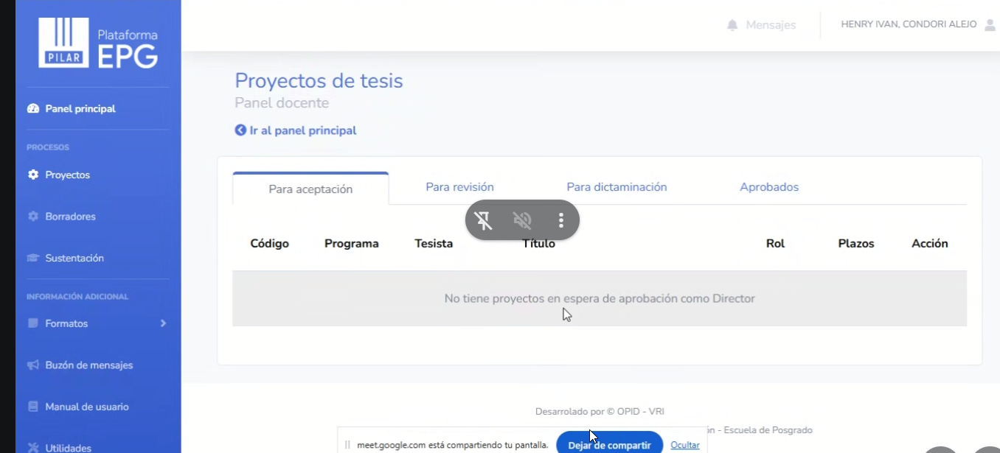 PILAR
Plataforma
EPG
Mensajes
HENRY IVAN, CONDORI ALEJO
Panel principal
PROCESOS
Proyectos
Borradores
Sustentación
INFORMACIÓN ADICIONAL
Formatos
Buzón de mensajes
Manual de usuario
Utilidades
Proyectos de tesis
Panel docente
Ir al panel principal
Para aceptación Para revisión Para dictaminación Aprobados
Código Programa Tesista Título Rol Plazos Acción
No tiene proyectos en espera de aprobación como Director
Desarrolado por © OPID - VRI
ón - Escuela de Posgrado
meet.google.com está compartiendo tu pantalla. Dejar de compartir Ocultar